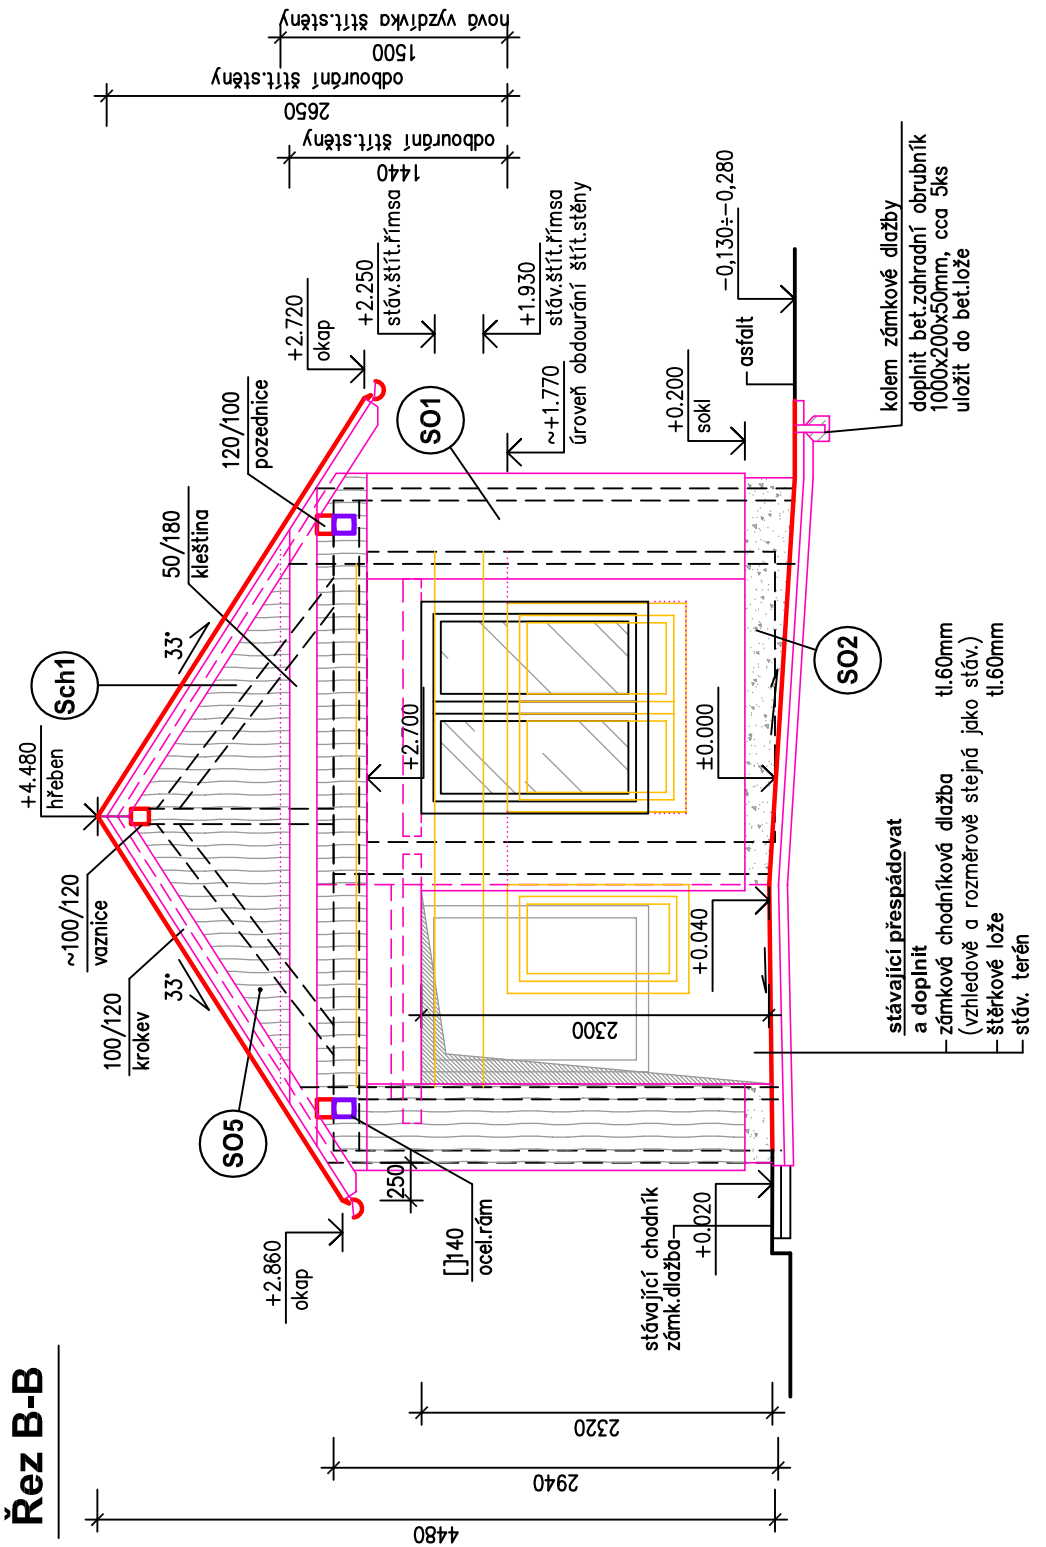 Řez B-B
nová vyzdívka štít.stěny
1500
odbourání štít.stěny
2650
odbourání štít.stěny
1440
+2.250
stáv.štít.římsa
+1.930
stáv.štít.římsa
~+1.770
úroveň obdourání štít.stěny
+2.720
okap
120/100
pozednice
50/180
kleština
33°
Sch1
+4.480
hřeben
~100/120
vaznice
100/120
krokev
33°
SO5
+2.860
okap
[]140
ocel.rám
250
SO1
+0.200
sokl
asfalt
-0,130÷-0,280
kolem zámkové dlažby
doplnit bet.zahradní obrubník
1000x200x50mm, cca 5ks
uložit do bet.lože
SO2
+2.700
±0.000
+0.040
2300
stávající chodník
zámk.dlažba
+0.020
stávající přespádovat
a doplnit
zámková chodníková dlažba tl.60mm
(vzhledově a rozměrově stejná jako stáv.)
štěrkové lože tl.60mm
stáv. terén
2320
2940
4480